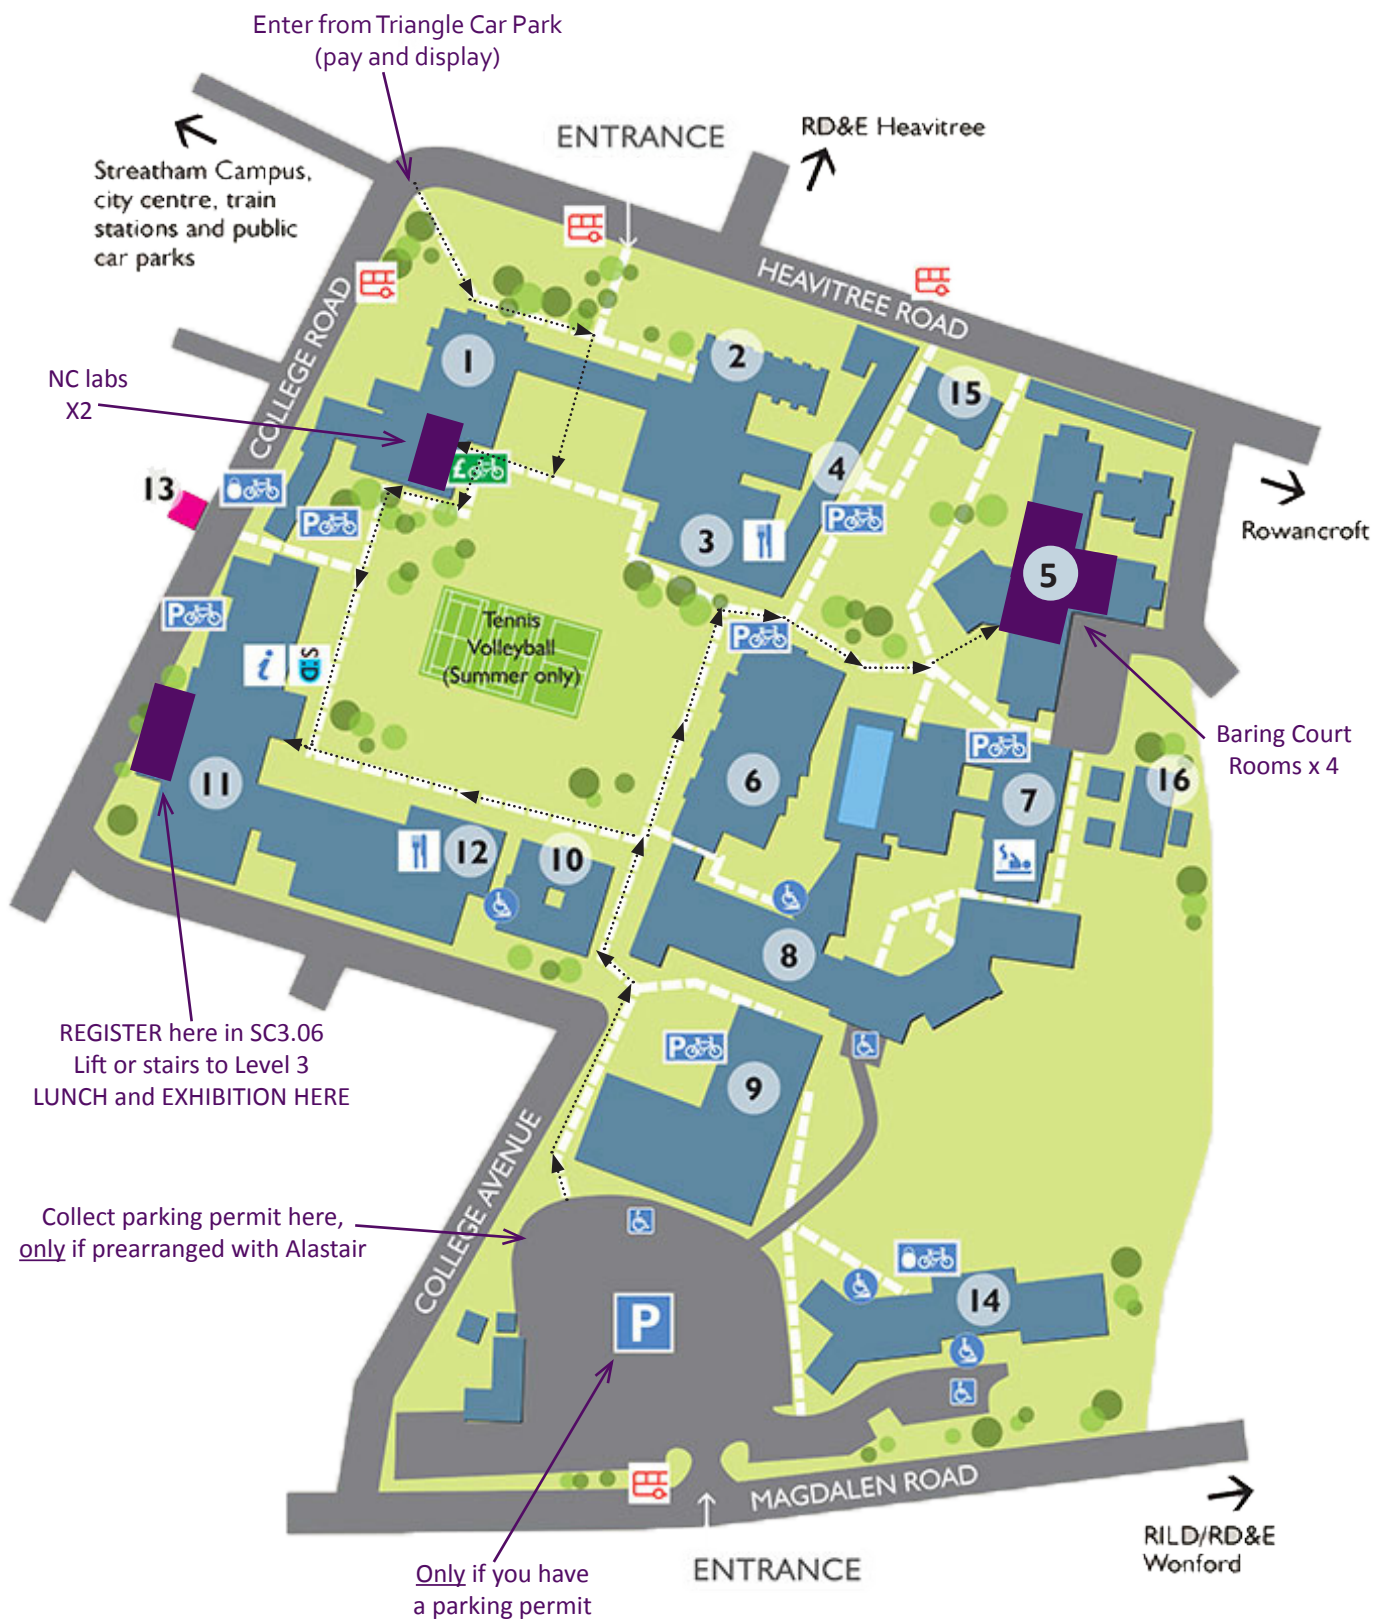 Enter from Triangle Car Park
(pay and display)
ENTRANCE
RD&E Heavitree
Streatham Campus,
city centre, train
stations and public
car parks
HEAVITREE ROAD
COLLEGE ROAD
NC labs
X2
1
2
15
4
13
£
P
P
3
5
Rowancroft
Tennis
Volleyball
(Summer only)
P
P
i
SID
P
Baring Court
Rooms x 4
11
6
7
16
12
10
8
REGISTER here in SC3.06
Lift or stairs to Level 3
LUNCH and EXHIBITION HERE
P
9
COLLEGE AVENUE
Collect parking permit here,
only if prearranged with Alastair
14
P
MAGDALEN ROAD
RILD/RD&E
Wonford
ENTRANCE
Only if you have
a parking permit